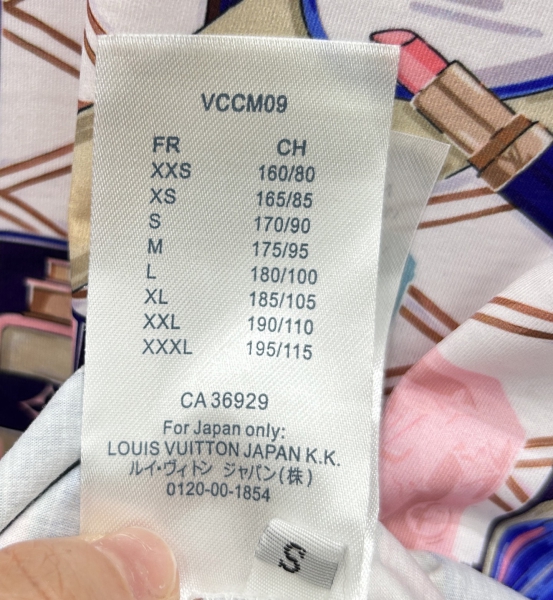 VCCM09
FR CH
XXS 160/80
XS 165/85
S 170/90
M 175/95
L 180/100
XL 185/105
XXL 190/110
XXXL 195/115
CA 36929
For Japan only:
LOUIS VUITTON JAPAN K.K.
ルイ・ヴィトン ジャパン(株)
0120-00-1854
S